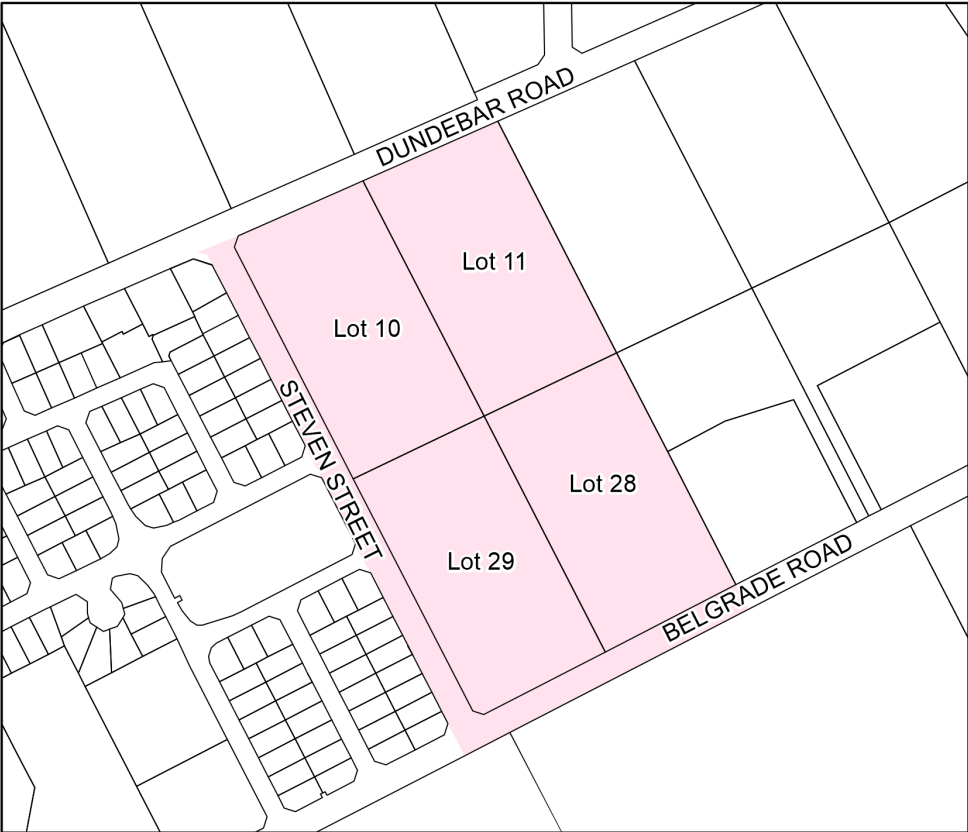 DUNDEBAR ROAD
Lot 11
Lot 10
STEVEN STREET
Lot 28
Lot 29
BELGRADE ROAD